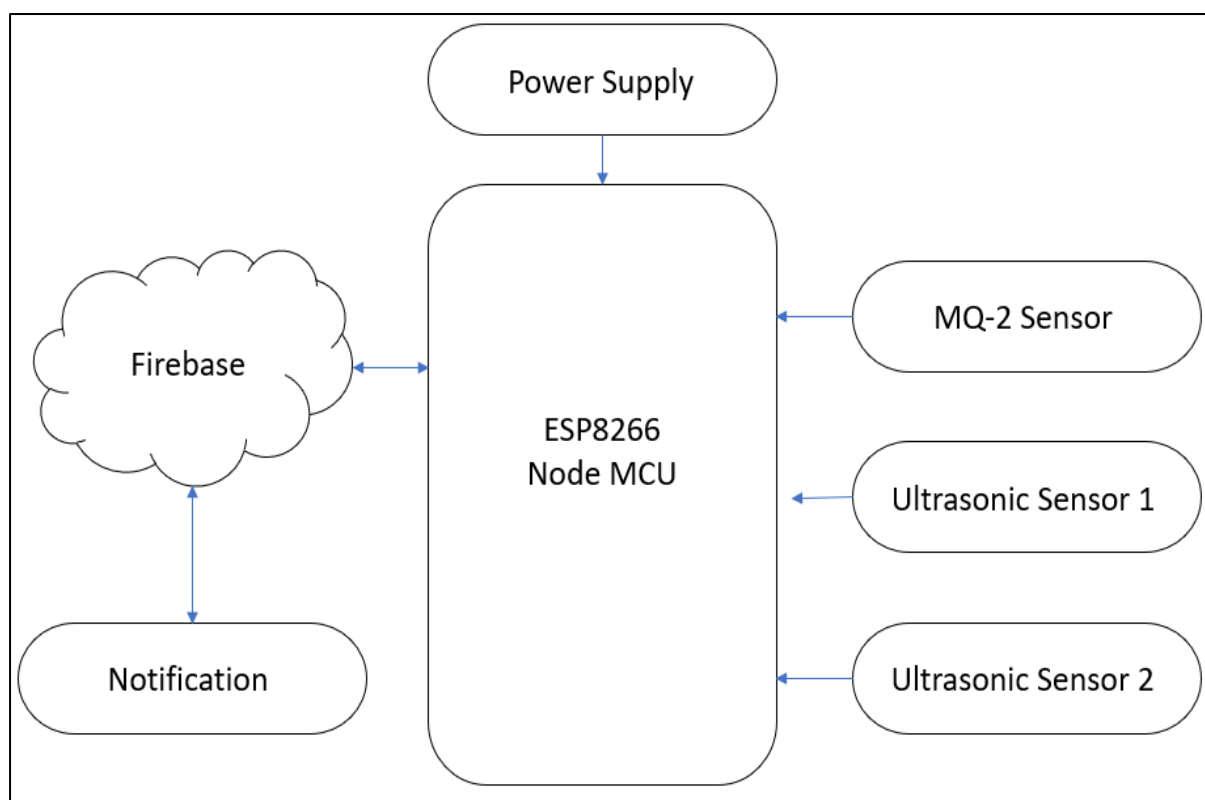 Power Supply
MQ-2 Sensor
Firebase
ESP8266
Node MCU
Ultrasonic Sensor 1
Notification
Ultrasonic Sensor 2